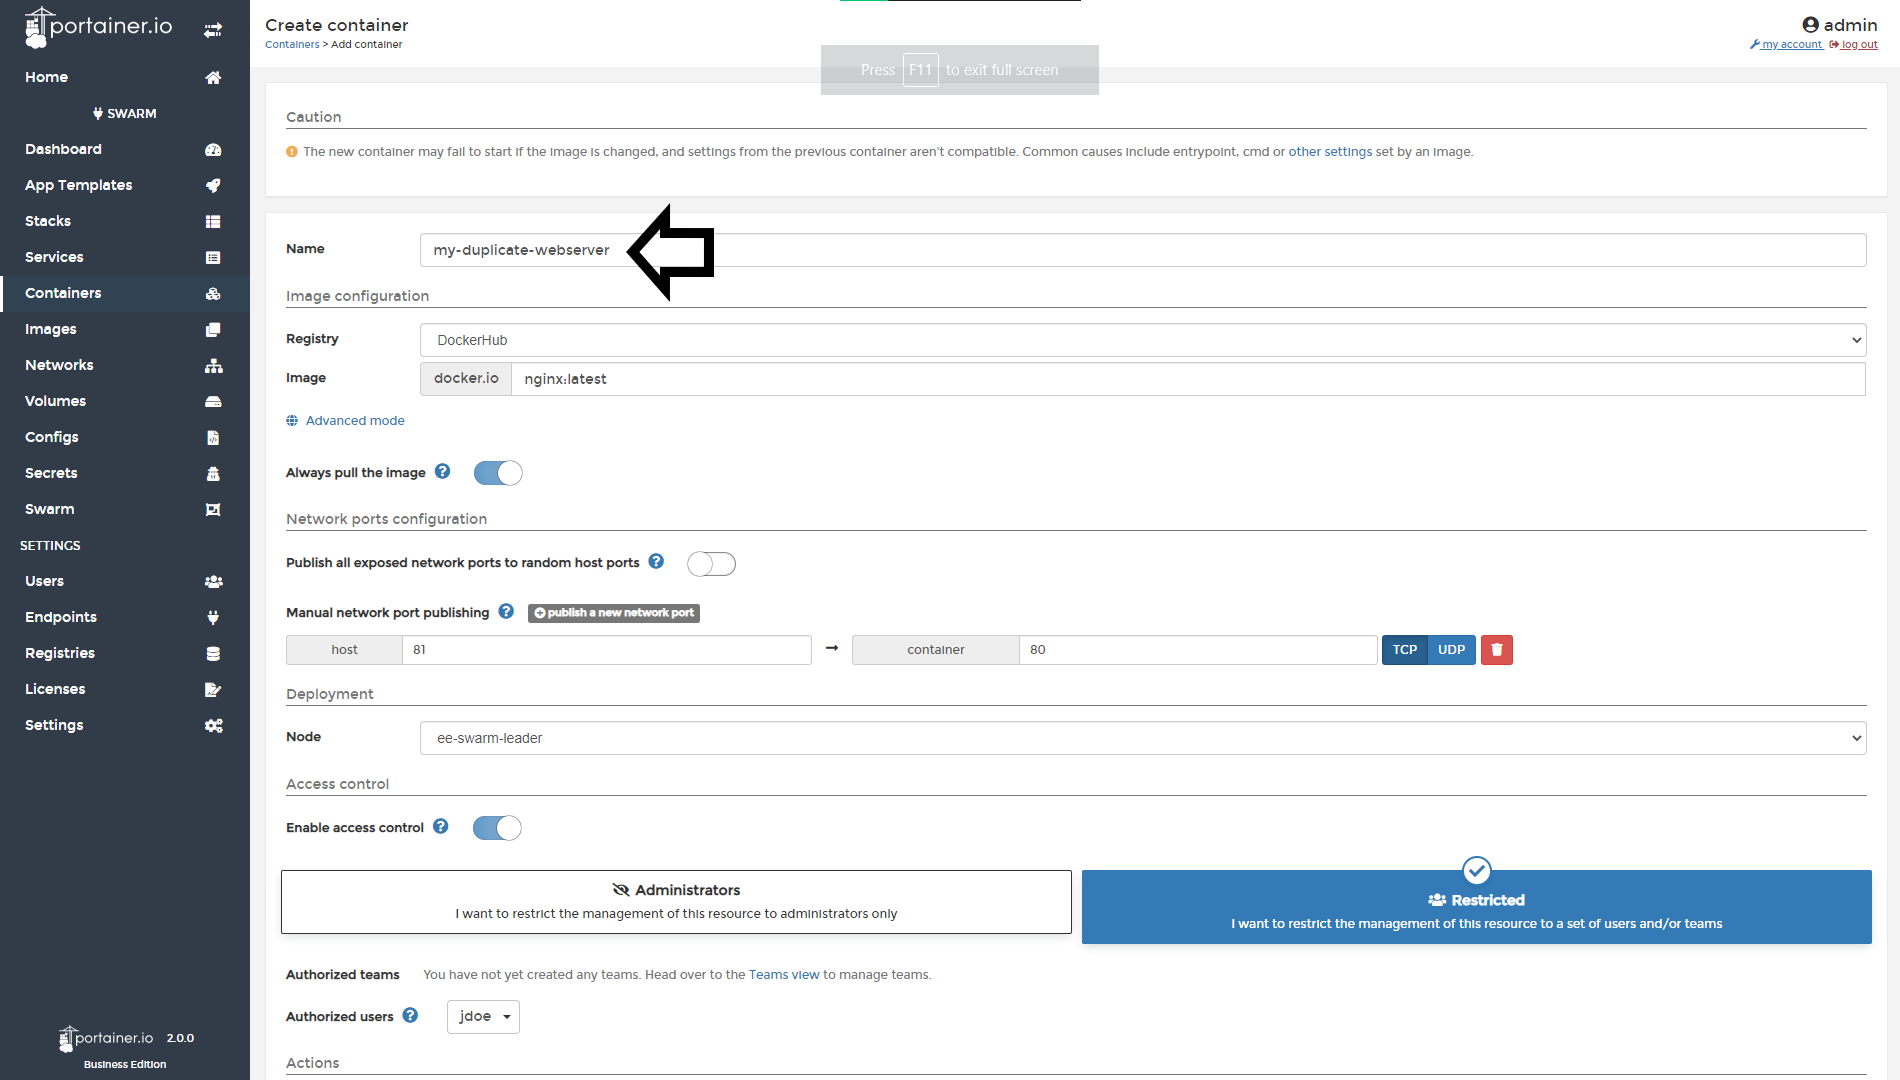 portainer.io
Home
SWARM
Dashboard
App Templates
Stacks
Services
Containers
Images
Networks
Volumes
Configs
Secrets
Swarm
SETTINGS
Users
Endpoints
Registries
Licenses
Settings
portainer.io 2.0.0
Business Edition
Create container
Containers > Add container
admin
my account log out
Press F11 to exit full screen
Caution
The new container may fail to start if the image is changed, and settings from the previous container aren't compatible. Common causes include entrypoint, cmd or other settings set by an image.
Name my-duplicate-webserver
Image configuration
Registry DockerHub
Image docker.io nginx:latest
Advanced mode
Always pull the image
Network ports configuration
Publish all exposed network ports to random host ports
Manual network port publishing publish a new network port
host 81 → container 80 TCP UDP
Deployment
Node ee-swarm-leader
Access control
Enable access control
Administrators
I want to restrict the management of this resource to administrators only
Restricted
I want to restrict the management of this resource to a set of users and/or teams
Authorized teams You have not yet created any teams. Head over to the Teams view to manage teams.
Authorized users jdoe
Actions